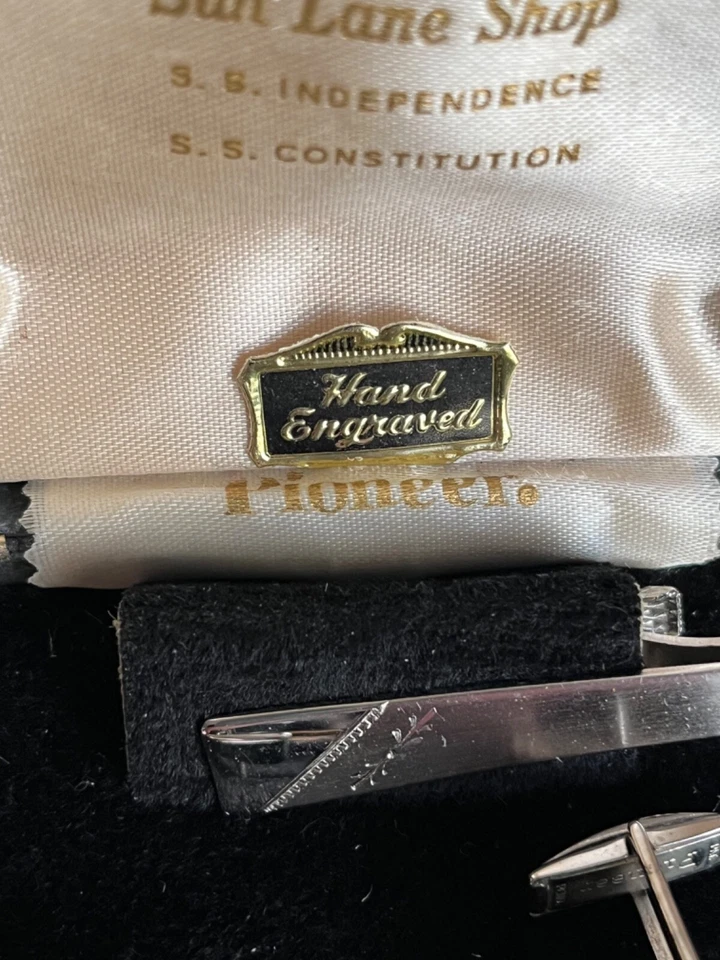 Sun Lane Shop
S. S. INDEPENDENCE
S. S. CONSTITUTION
Hand
Engraved
Pioneer®